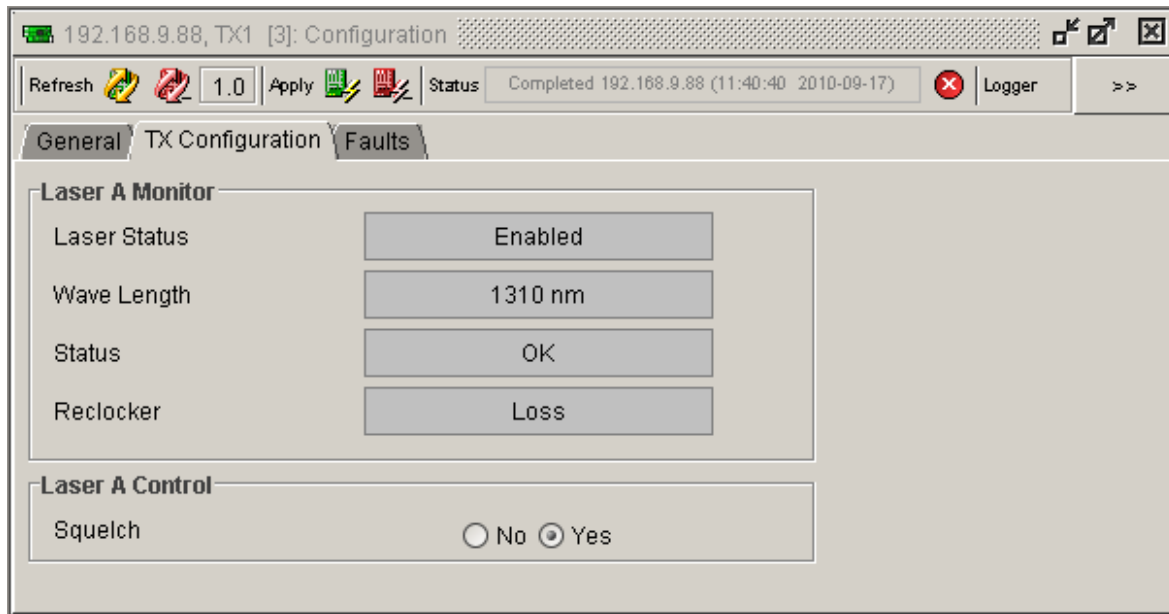 192.168.9.88, TX1 [3]: Configuration
Refresh 1.0 Apply Status Completed 192.168.9.88 (11:40:40 2010-09-17) Logger >>
General TX Configuration Faults
Laser A Monitor
Laser Status Enabled
Wave Length 1310 nm
Status OK
Reclocker Loss
Laser A Control
Squelch No Yes